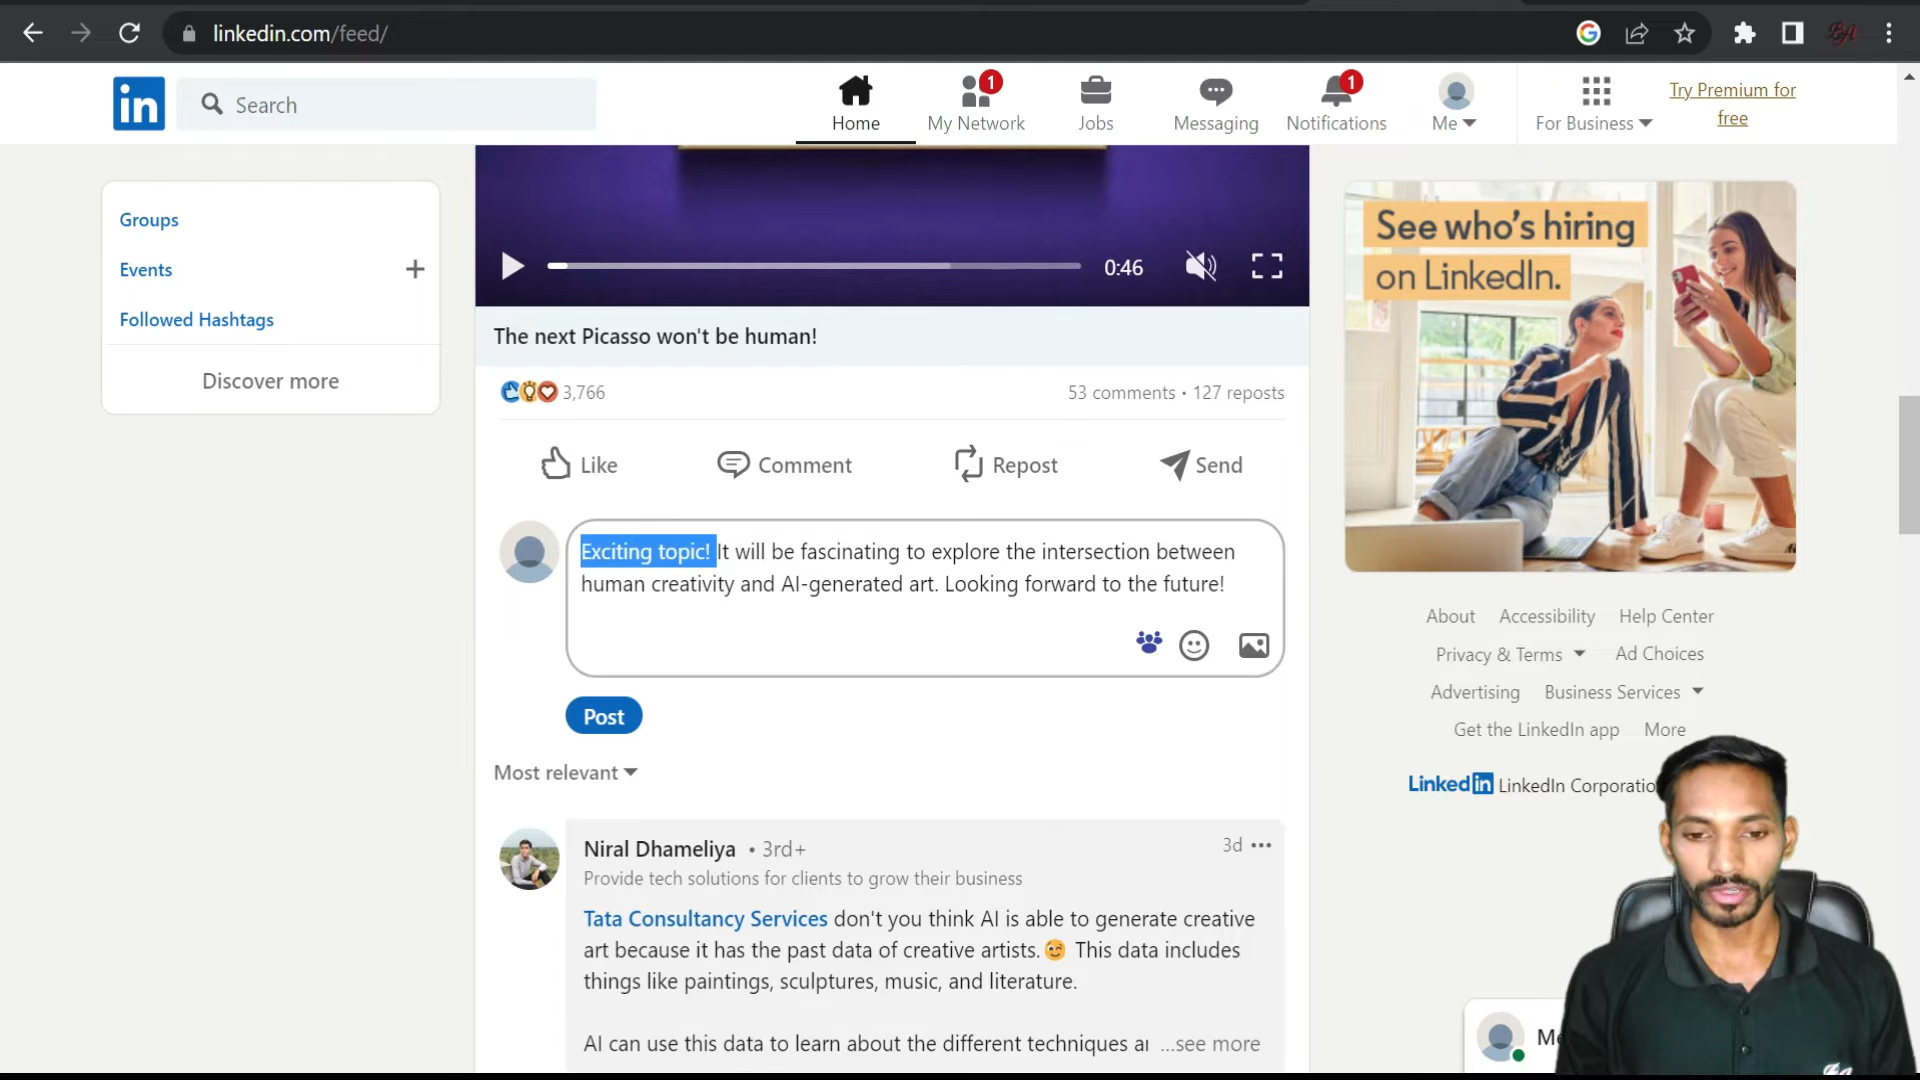 linkedin.com/feed/
in
Search
Home
1
My Network
Jobs
Messaging
1
Notifications
Me
For Business
Try Premium for
free
Groups
Events
Followed Hashtags
Discover more
0:46
The next Picasso won't be human!
3,766
53 comments • 127 reposts
Like
Comment
Repost
Send
Exciting topic! It will be fascinating to explore the intersection between
human creativity and AI-generated art. Looking forward to the future!
Post
Most relevant
Niral Dhameliya • 3rd+
3d
Provide tech solutions for clients to grow their business
Tata Consultancy Services don't you think AI is able to generate creative
art because it has the past data of creative artists. 😉 This data includes
things like paintings, sculptures, music, and literature.
AI can use this data to learn about the different techniques
...see more
See who's hiring
on LinkedIn.
About Accessibility Help Center
Privacy & Terms Ad Choices
Advertising Business Services
Get the LinkedIn app More
Linkedin LinkedIn Corporatio